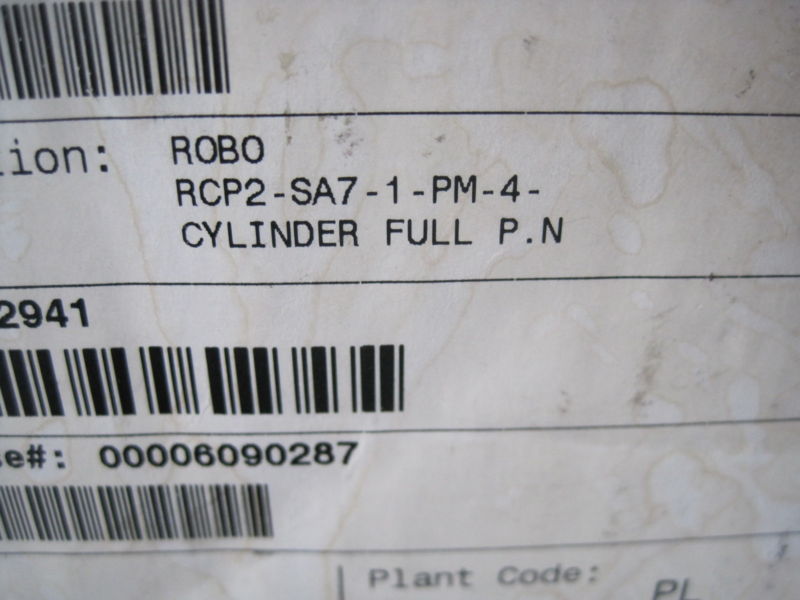 ion: ROBO
RCP2-SA7-1-PM-4-
CYLINDER FULL P.N
2941
e#: 00006090287
Plant Code: PL